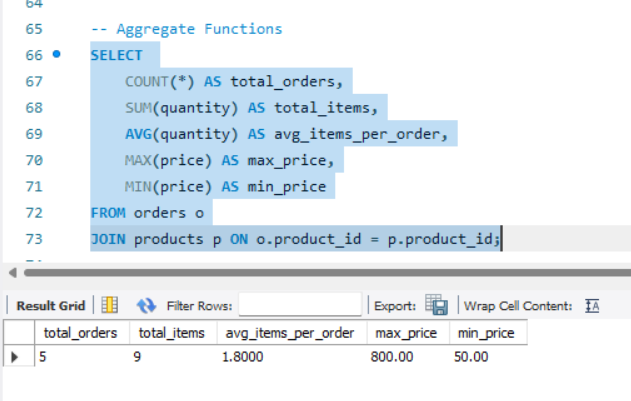 64
65 -- Aggregate Functions
66 SELECT
67 COUNT(*) AS total_orders,
68 SUM(quantity) AS total_items,
69 AVG(quantity) AS avg_items_per_order,
70 MAX(price) AS max_price,
71 MIN(price) AS min_price
72 FROM orders o
73 JOIN products p ON o.product_id = p.product_id;
Result Grid Filter Rows: Export: Wrap Cell Content:
total_orders total_items avg_items_per_order max_price min_price
5 9 1.8000 800.00 50.00